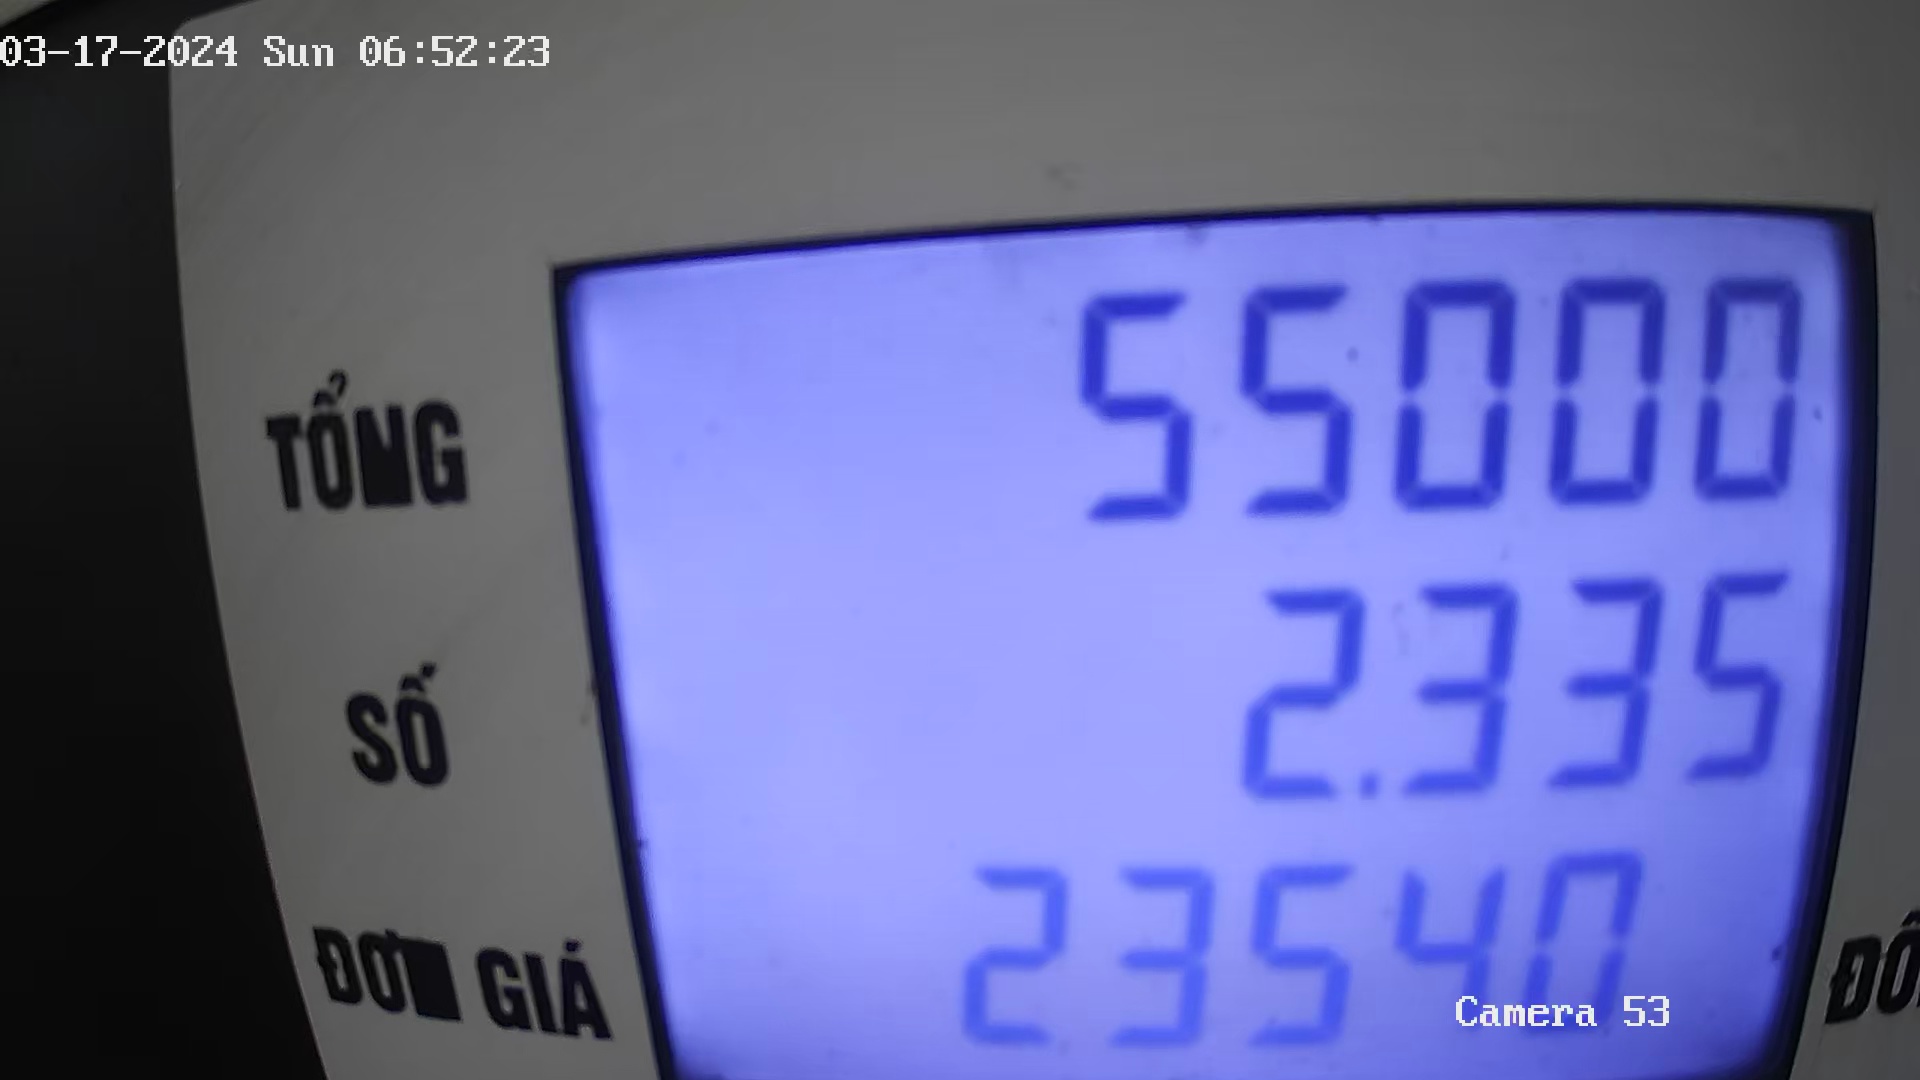 03-17-2024 Sun 06:52:23
TỔNG 55000
SỐ 2.335
ĐƠN GIÁ 23540
Camera 53